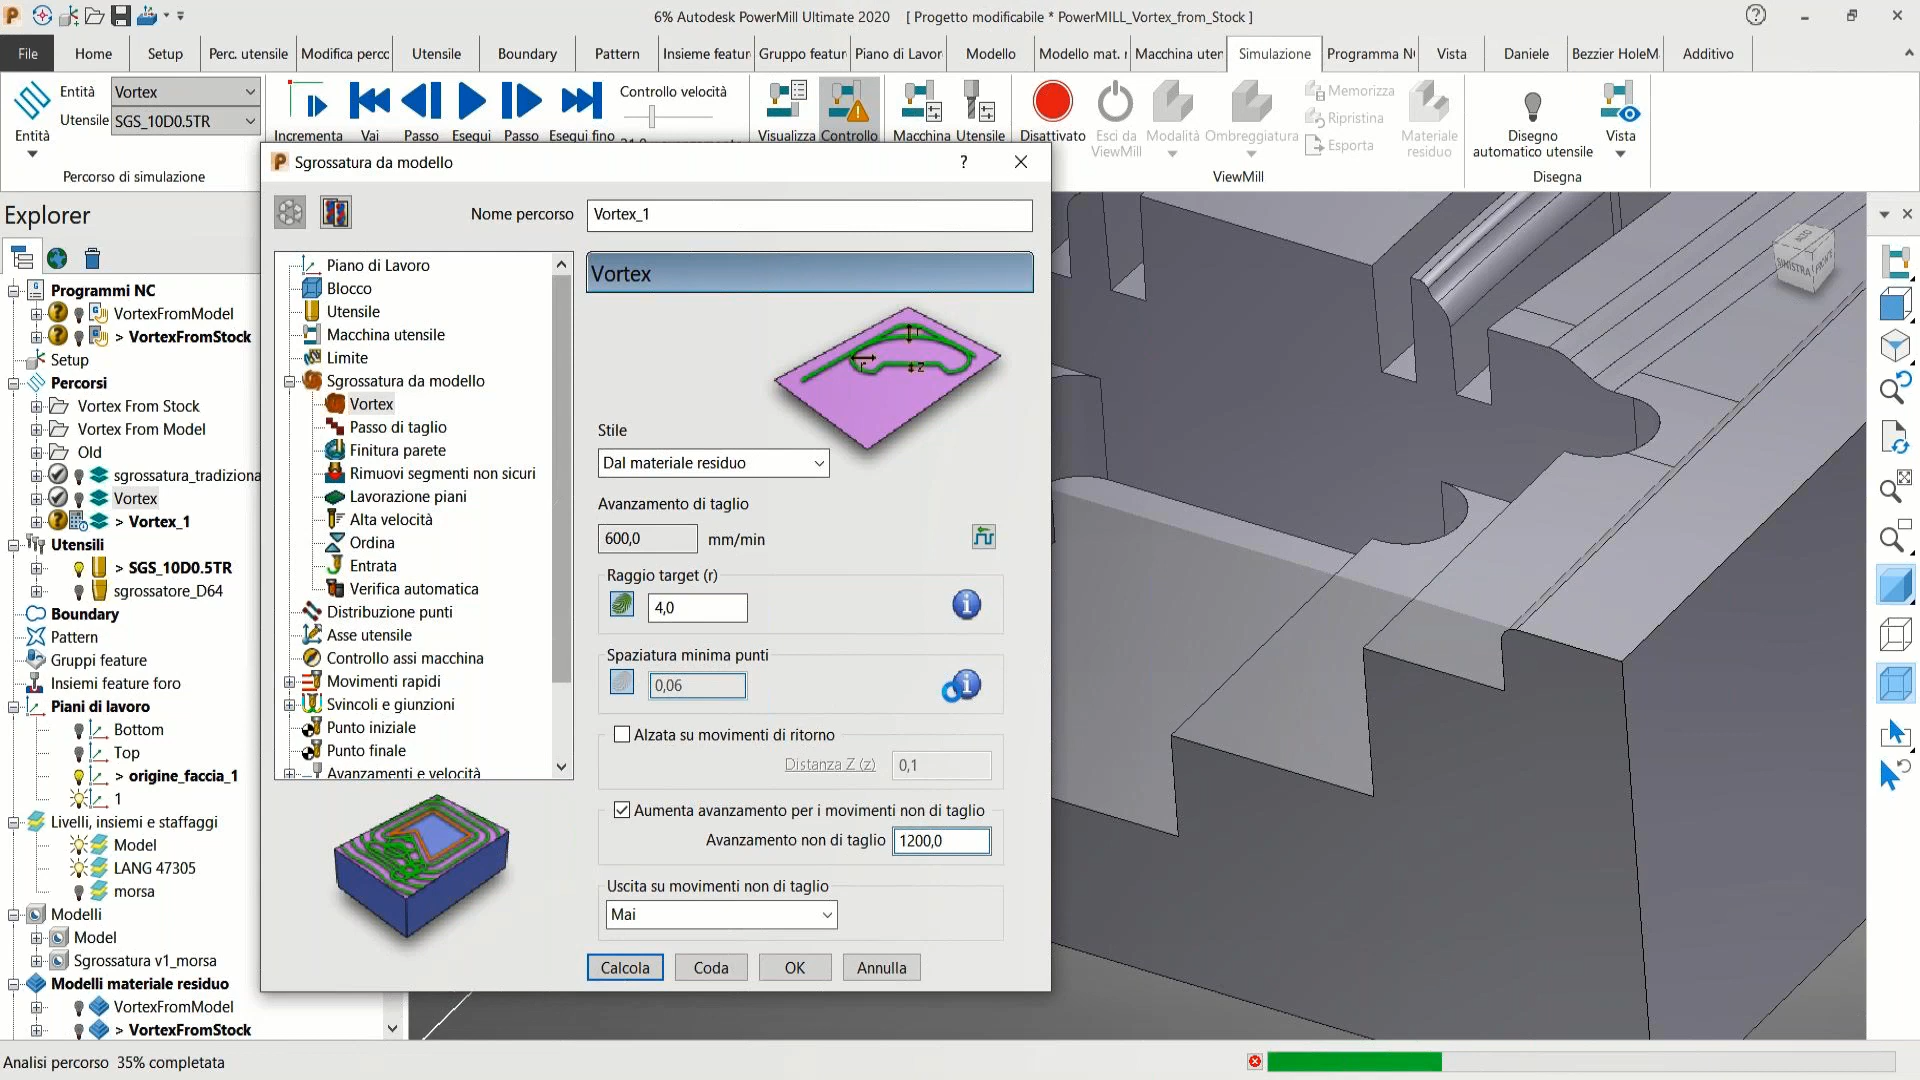 6% Autodesk PowerMill Ultimate 2020 [ Progetto modificabile * PowerMILL_Vortex_from_Stock ]
File Home Setup Perc. utensile Modifica perco Utensile Boundary Pattern Insieme featur Gruppo featur Piano di Lavor Modello Modello mat. r Macchina uten Simulazione Programma N Vista Daniele Bezzier HoleM Additivo
Entità Vortex
Utensile SGS_10D0.5TR
Entità
Percorso di simulazione
Incrementa Vai Passo Esegui Passo Esegui fino
Controllo velocità
Visualizza Controllo Macchina Utensile
Disattivato Esci da ViewMill Modalità Ombreggiatura
Memorizza
Ripristina
Esporta
Materiale residuo
ViewMill
Disegno automatico utensile
Vista
Disegna
Explorer
Programmi NC
VortexFromModel
> VortexFromStock
Setup
Percorsi
Vortex From Stock
Vortex From Model
Old
sgrossatura_tradiziona
Vortex
> Vortex_1
Utensili
> SGS_10D0.5TR
sgrossatore_D64
Boundary
Pattern
Gruppi feature
Insiemi feature foro
Piani di lavoro
Bottom
Top
> origine_faccia_1
1
Livelli, insiemi e staffaggi
Model
LANG 47305
morsa
Modelli
Model
Sgrossatura v1_morsa
Modelli materiale residuo
VortexFromModel
> VortexFromStock
Sgrossatura da modello
?
Nome percorso Vortex_1
Piano di Lavoro
Blocco
Utensile
Macchina utensile
Limite
Sgrossatura da modello
Vortex
Passo di taglio
Finitura parete
Rimuovi segmenti non sicuri
Lavorazione piani
Alta velocità
Ordina
Entrata
Verifica automatica
Distribuzione punti
Asse utensile
Controllo assi macchina
Movimenti rapidi
Svincoli e giunzioni
Punto iniziale
Punto finale
Avanzamenti e velocità
Vortex
r
r
z
Stile
Dal materiale residuo
Avanzamento di taglio
600,0 mm/min
Raggio target (r)
4,0
Spaziatura minima punti
0,06
Alzata su movimenti di ritorno
Distanza Z (z) 0,1
Aumenta avanzamento per i movimenti non di taglio
Avanzamento non di taglio 1200,0
Uscita su movimenti non di taglio
Mai
Calcola Coda OK Annulla
ALTO
SINISTRA
FRONTE
Analisi percorso 35% completata